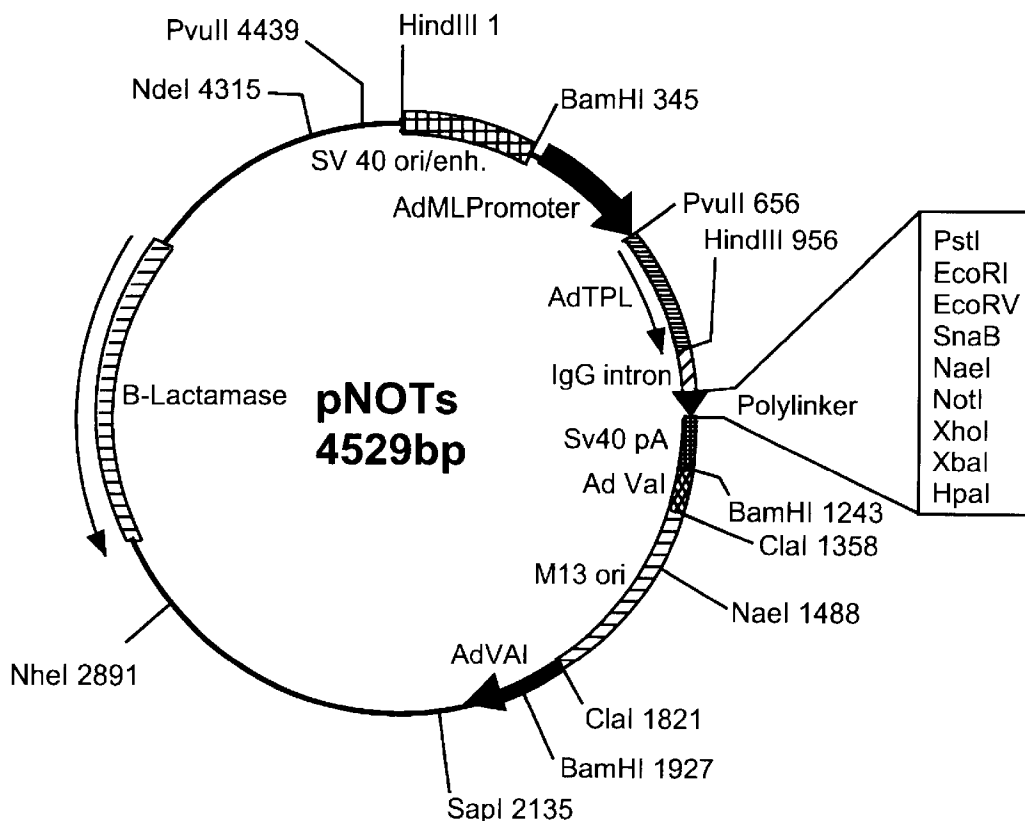 PvuII 4439
HindIII 1
NdeI 4315
BamHI 345
SV 40 ori/enh.
AdMLPromoter
PvuII 656
HindIII 956
AdTPL
IgG intron
Polylinker
PstI
EcoRI
EcoRV
SnaB
NaeI
NotI
XhoI
XbaI
HpaI
B-Lactamase
pNOTs
4529bp
Sv40 pA
Ad VaI
BamHI 1243
ClaI 1358
M13 ori
NaeI 1488
NheI 2891
AdVAI
ClaI 1821
BamHI 1927
SapI 2135